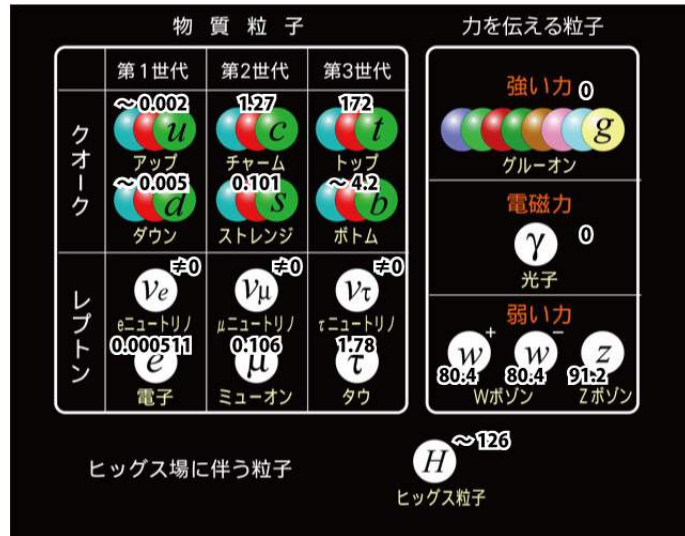 物質粒子
力を伝える粒子
第1世代 第2世代 第3世代
クオーク
~0.002 1.27 172
u c t
アップ チャーム トップ
~0.005 0.101 ~4.2
d s b
ダウン ストレンジ ボトム
レプトン
≠0 ≠0 ≠0
νe νμ ντ
eニュートリノ μニュートリノ τニュートリノ
0.000511 0.106 1.78
e μ τ
電子 ミューオン タウ
強い力 0
g
グルーオン
電磁力
γ 0
光子
弱い力
W+ W− Z
80.4 80.4 91.2
Wボゾン Zボゾン
ヒッグス場に伴う粒子
H ~126
ヒッグス粒子